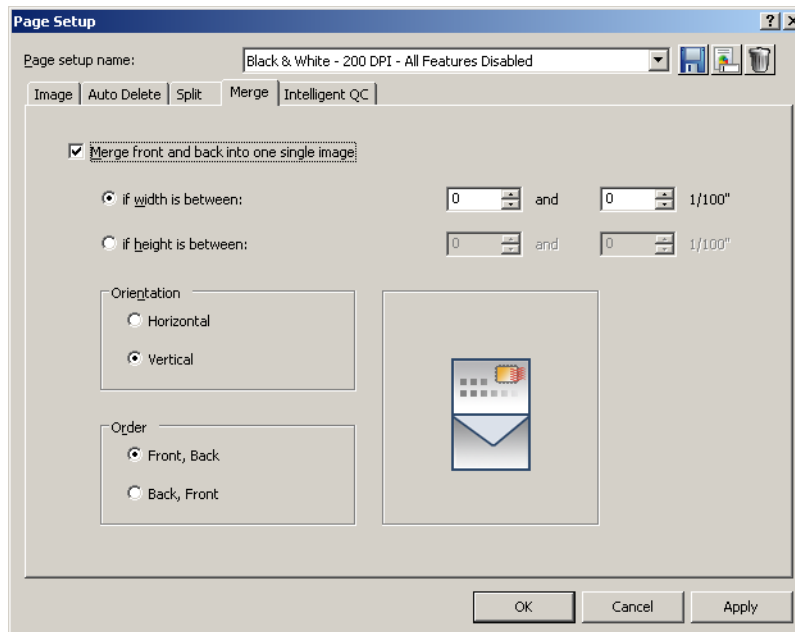 Page Setup
Page setup name: Black & White - 200 DPI - All Features Disabled
Image Auto Delete Split Merge Intelligent QC
Merge front and back into one single image
if width is between: 0 and 0 1/100"
if height is between: 0 and 0 1/100"
Orientation
Horizontal
Vertical
Order
Front, Back
Back, Front
OK Cancel Apply